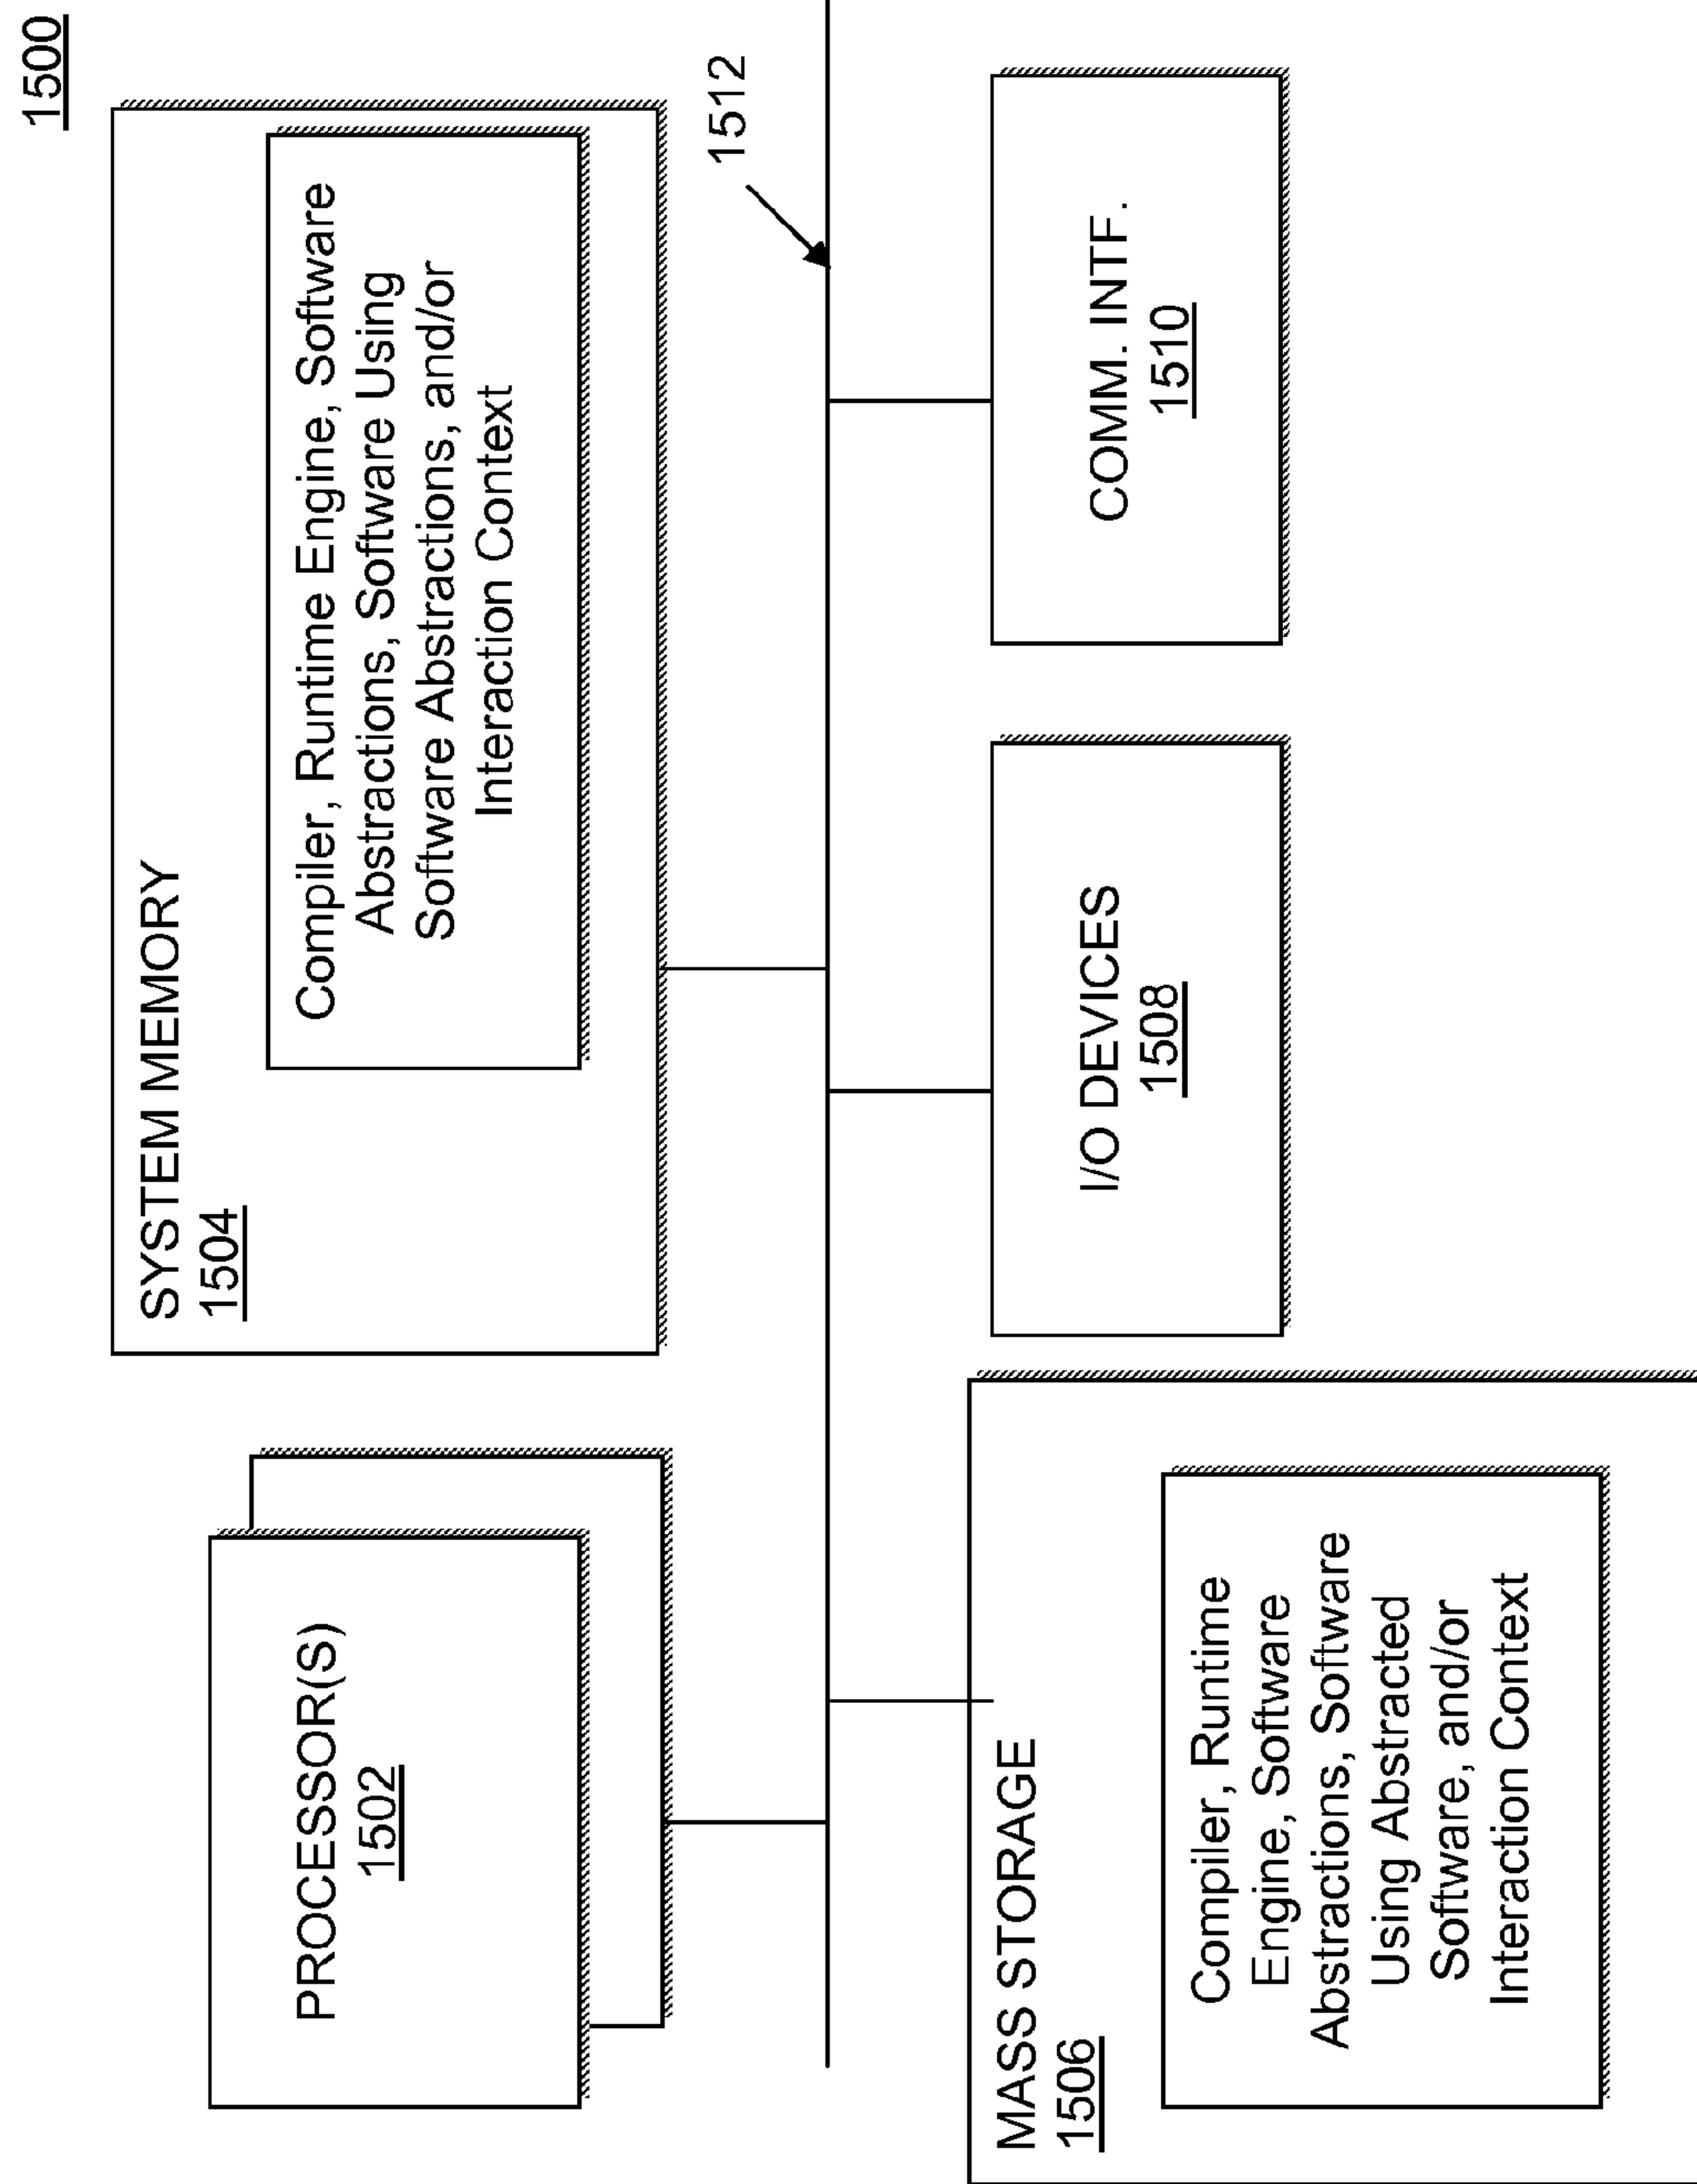 1500
PROCESSOR(S)
1502
SYSTEM MEMORY
1504
Compiler, Runtime Engine, Software
Abstractions, Software Using
Software Abstractions, and/or
Interaction Context
1512
MASS STORAGE
1506
Compiler, Runtime
Engine, Software
Abstractions, Software
Using Abstracted
Software, and/or
Interaction Context
I/O DEVICES
1508
COMM. INTF.
1510